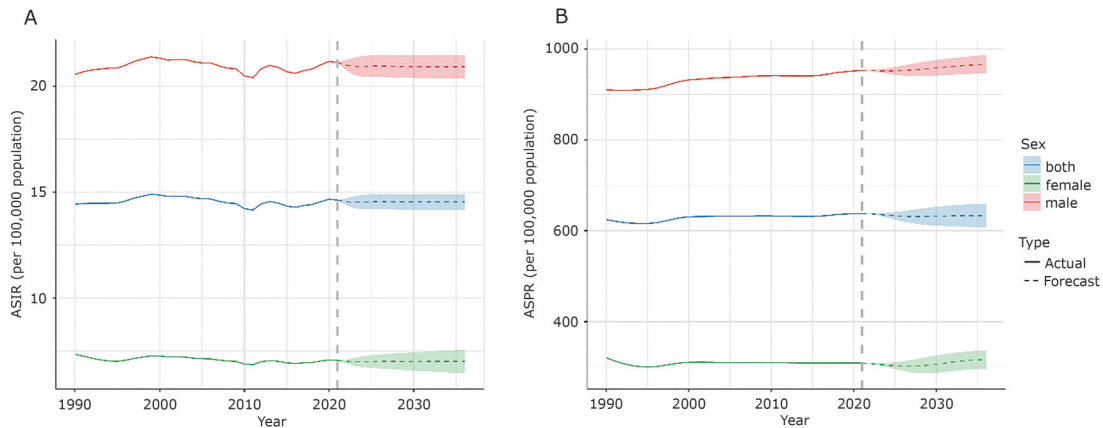 A
ASIR (per 100,000 population)
20
15
10
1990
2000
2010
2020
2030
Year
B
ASPR (per 100,000 population)
1000
800
600
400
1990
2000
2010
2020
2030
Year
Sex
both
female
male
Type
Actual
Forecast